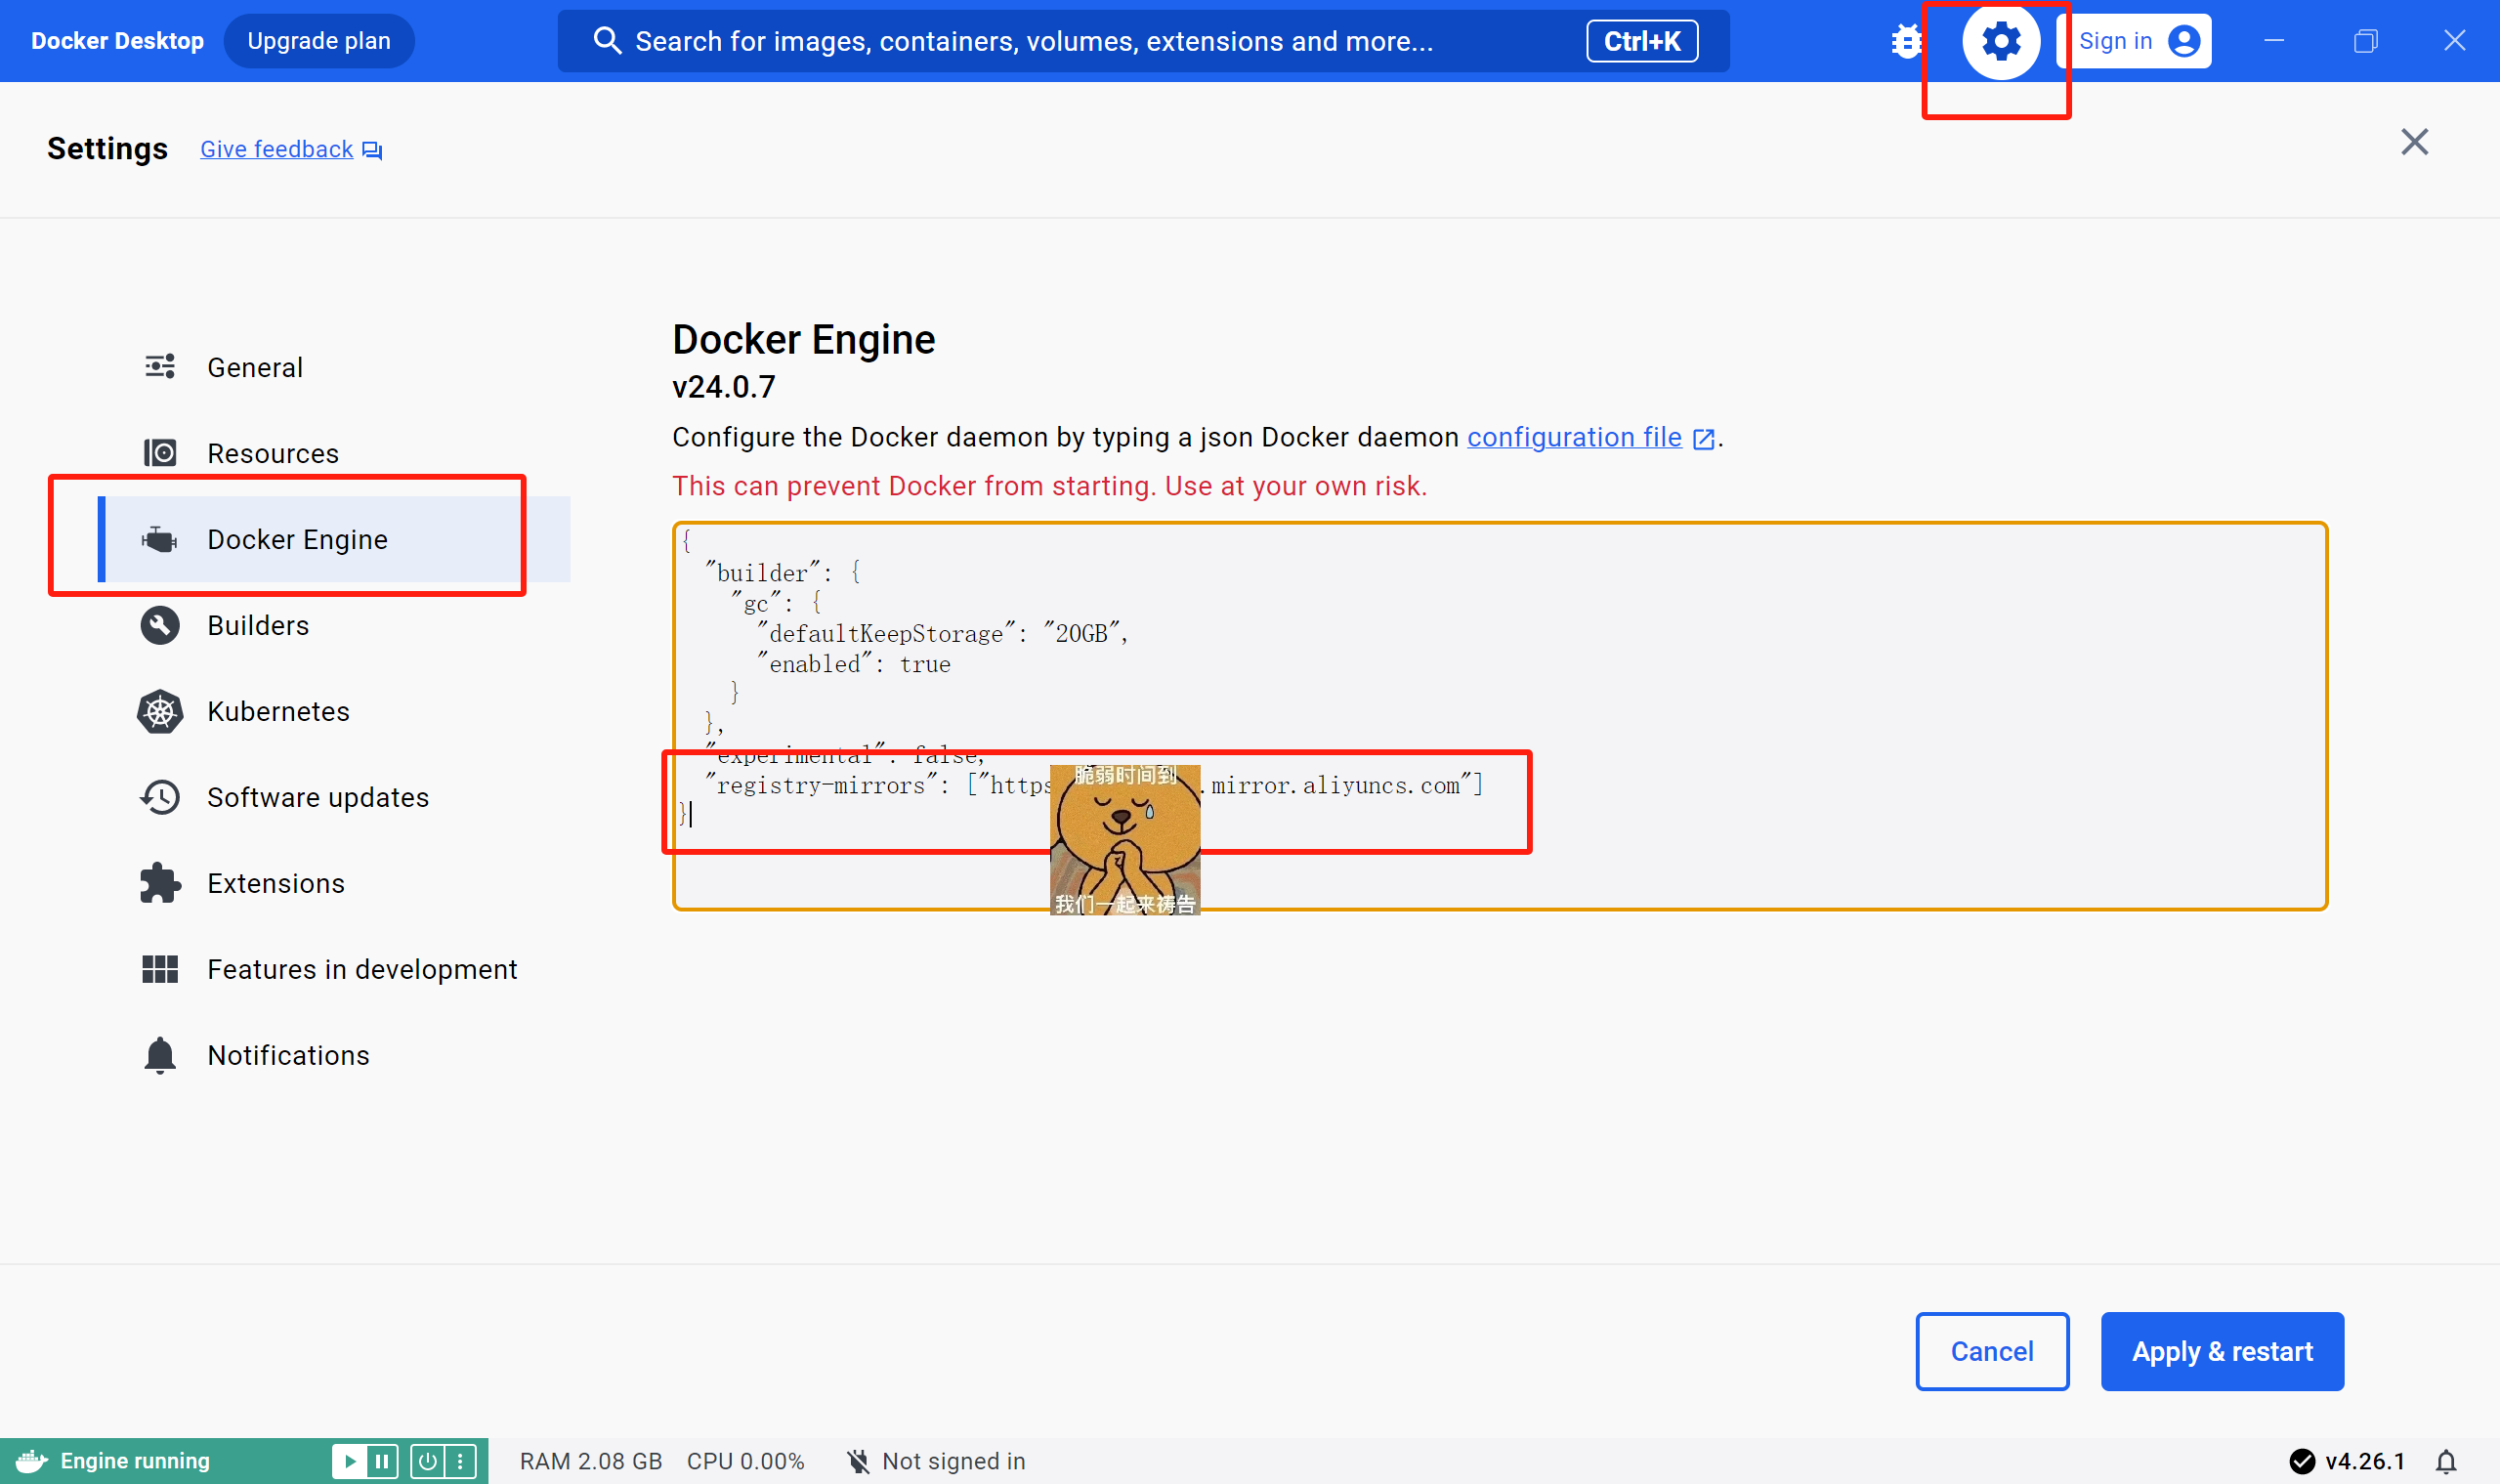 Docker Desktop Upgrade plan Search for images, containers, volumes, extensions and more... Ctrl+K Sign in
Settings Give feedback
General
Resources
Docker Engine
Builders
Kubernetes
Software updates
Extensions
Features in development
Notifications
Docker Engine
v24.0.7
Configure the Docker daemon by typing a json Docker daemon configuration file.
This can prevent Docker from starting. Use at your own risk.
{
"builder": {
"gc": {
"defaultKeepStorage": "20GB",
"enabled": true
}
},
"experimental": false,
"registry-mirrors": ["https .mirror.aliyuncs.com"]
}
脆弱时间到
我们一起来祷告
Cancel Apply & restart
Engine running RAM 2.08 GB CPU 0.00% Not signed in v4.26.1